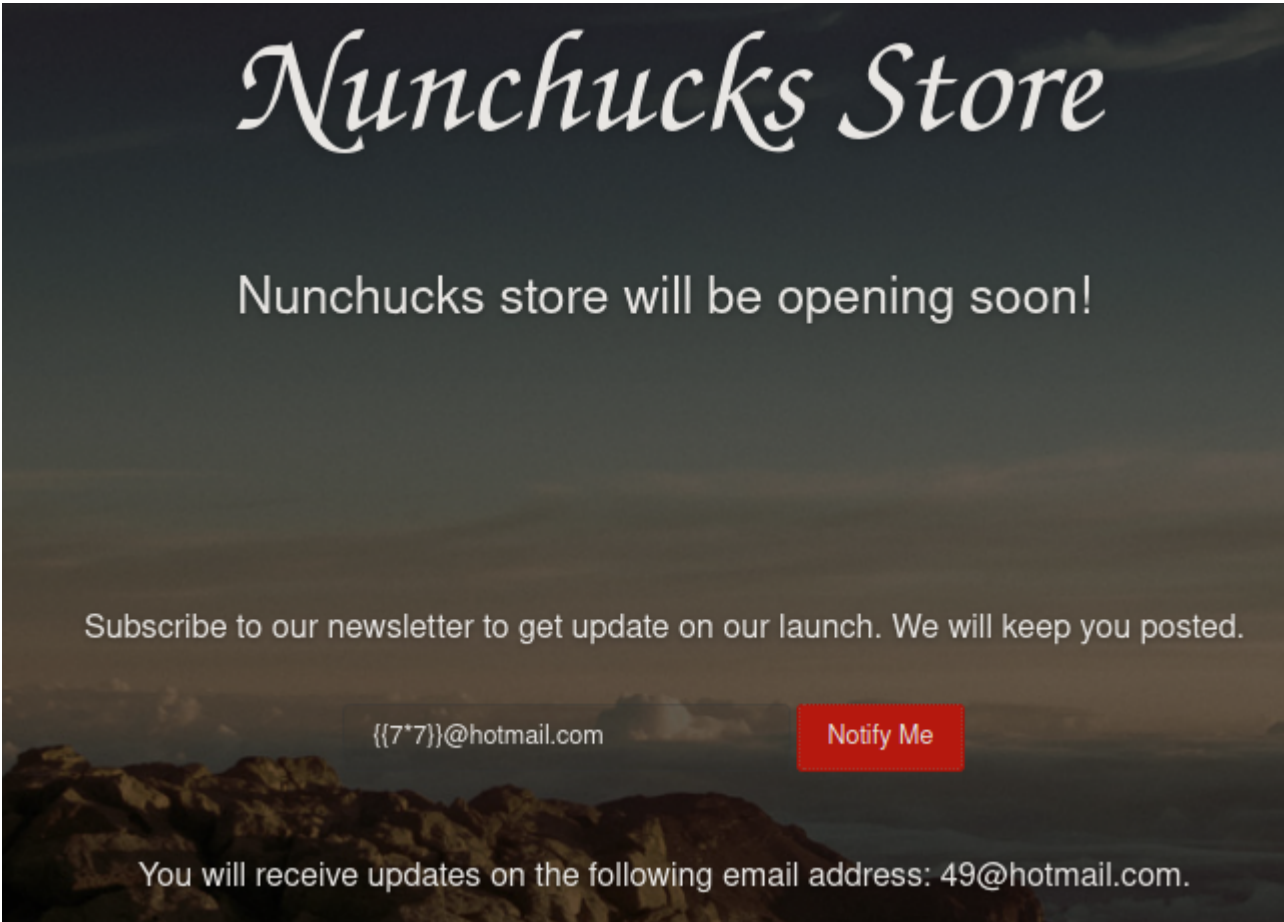 Nunchucks Store
Nunchucks store will be opening soon!
Subscribe to our newsletter to get update on our launch. We will keep you posted.
{{7*7}}@hotmail.com
Notify Me
You will receive updates on the following email address: 49@hotmail.com.